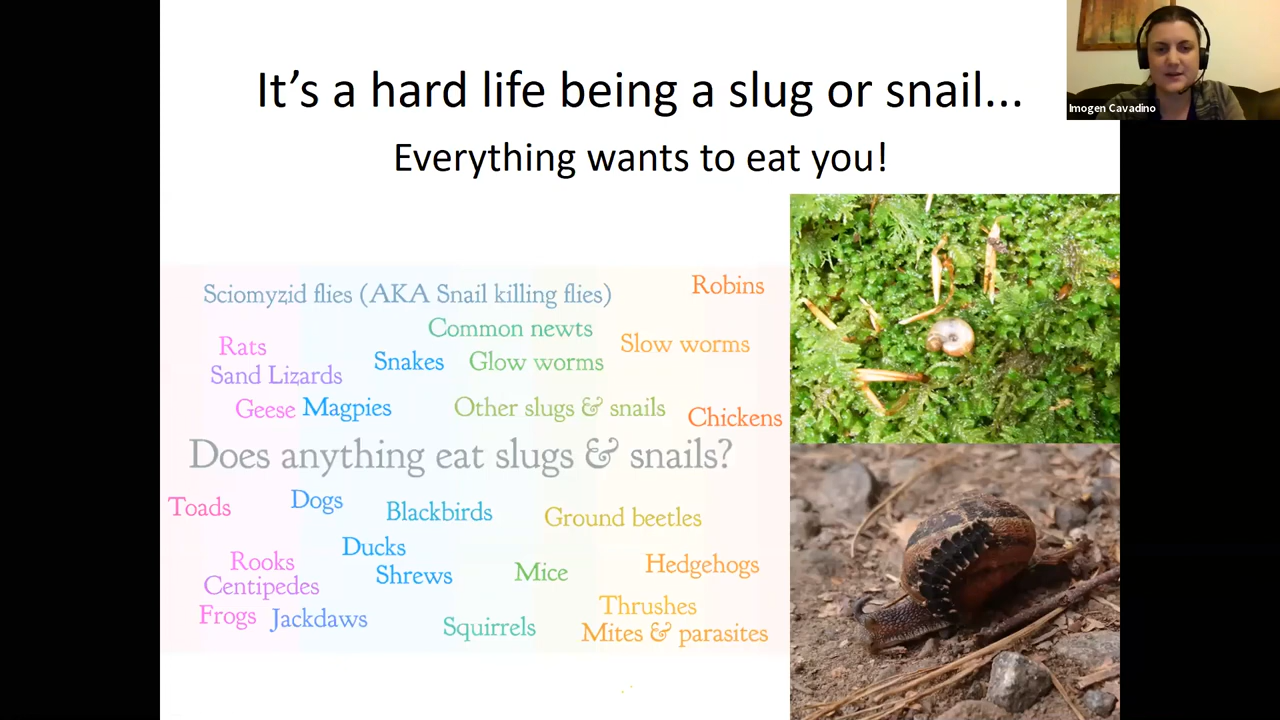 It's a hard life being a slug or snail...
Everything wants to eat you!
Imogen Cavadino
Sciomyzid flies (AKA Snail killing flies)
Robins
Common newts
Rats
Snakes
Glow worms
Slow worms
Sand Lizards
Geese
Magpies
Other slugs & snails
Chickens
Does anything eat slugs & snails?
Toads
Dogs
Blackbirds
Ground beetles
Ducks
Rooks
Shrews
Mice
Hedgehogs
Centipedes
Frogs
Jackdaws
Squirrels
Thrushes
Mites & parasites